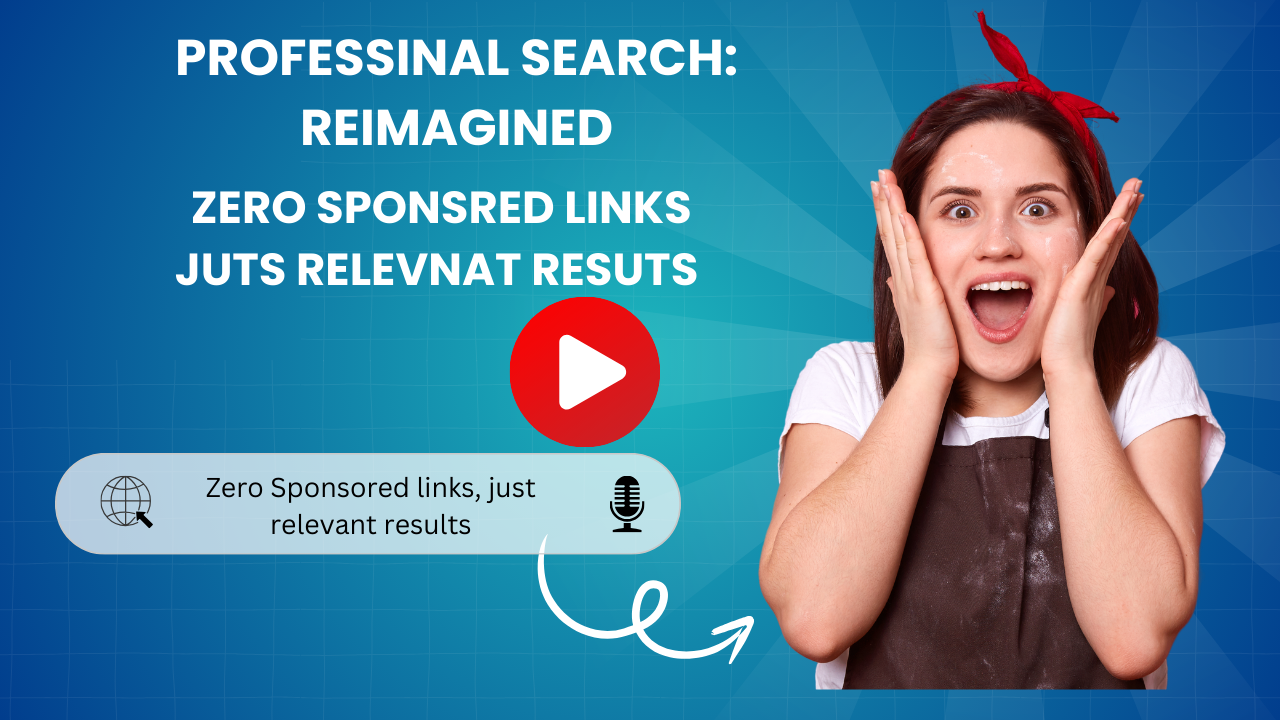 PROFESSINAL SEARCH:
REIMAGINED
ZERO SPONSRED LINKS
JUTS RELEVNAT RESUTS
Zero Sponsored links, just
relevant results